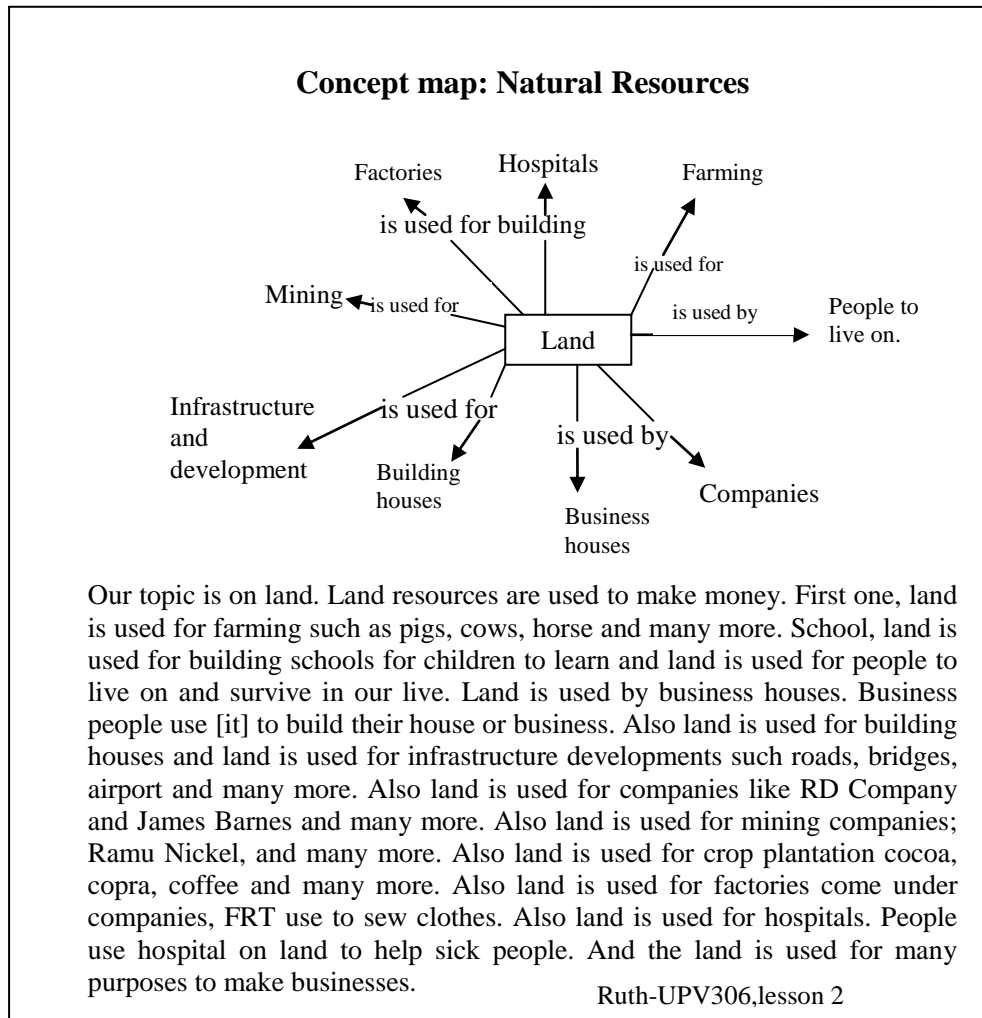 Concept map: Natural Resources
Factories
Hospitals
Farming
is used for building
is used for
Mining
is used for
is used by
People to
live on.
Land
Infrastructure
and
development
is used for
Building
houses
is used by
Business
houses
Companies
Our topic is on land. Land resources are used to make money. First one, land
is used for farming such as pigs, cows, horse and many more. School, land is
used for building schools for children to learn and land is used for people to
live on and survive in our live. Land is used by business houses. Business
people use [it] to build their house or business. Also land is used for building
houses and land is used for infrastructure developments such roads, bridges,
airport and many more. Also land is used for companies like RD Company
and James Barnes and many more. Also land is used for mining companies;
Ramu Nickel, and many more. Also land is used for crop plantation cocoa,
copra, coffee and many more. Also land is used for factories come under
companies, FRT use to sew clothes. Also land is used for hospitals. People
use hospital on land to help sick people. And the land is used for many
purposes to make businesses.
Ruth-UPV306,lesson 2